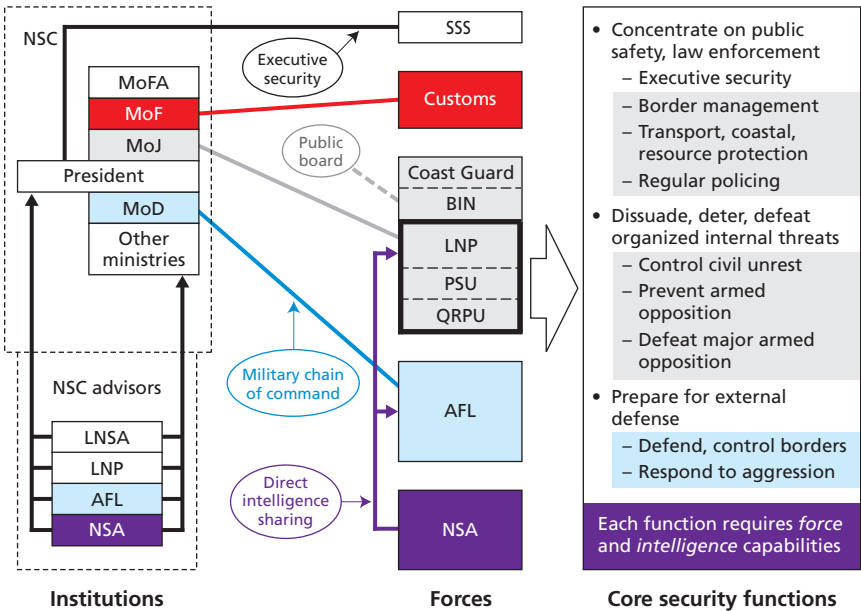 NSC
MoFA
MoF
MoJ
President
MoD
Other
ministries
NSC advisors
LNSA
LNP
AFL
NSA
Institutions
Executive
security
Public
board
Military chain
of command
Direct
intelligence
sharing
SSS
Customs
Coast Guard
BIN
LNP
PSU
QRPU
AFL
NSA
Forces
• Concentrate on public
safety, law enforcement
– Executive security
– Border management
– Transport, coastal,
resource protection
– Regular policing
• Dissuade, deter, defeat
organized internal threats
– Control civil unrest
– Prevent armed
opposition
– Defeat major armed
opposition
• Prepare for external
defense
– Defend, control borders
– Respond to aggression
Each function requires force
and intelligence capabilities
Core security functions